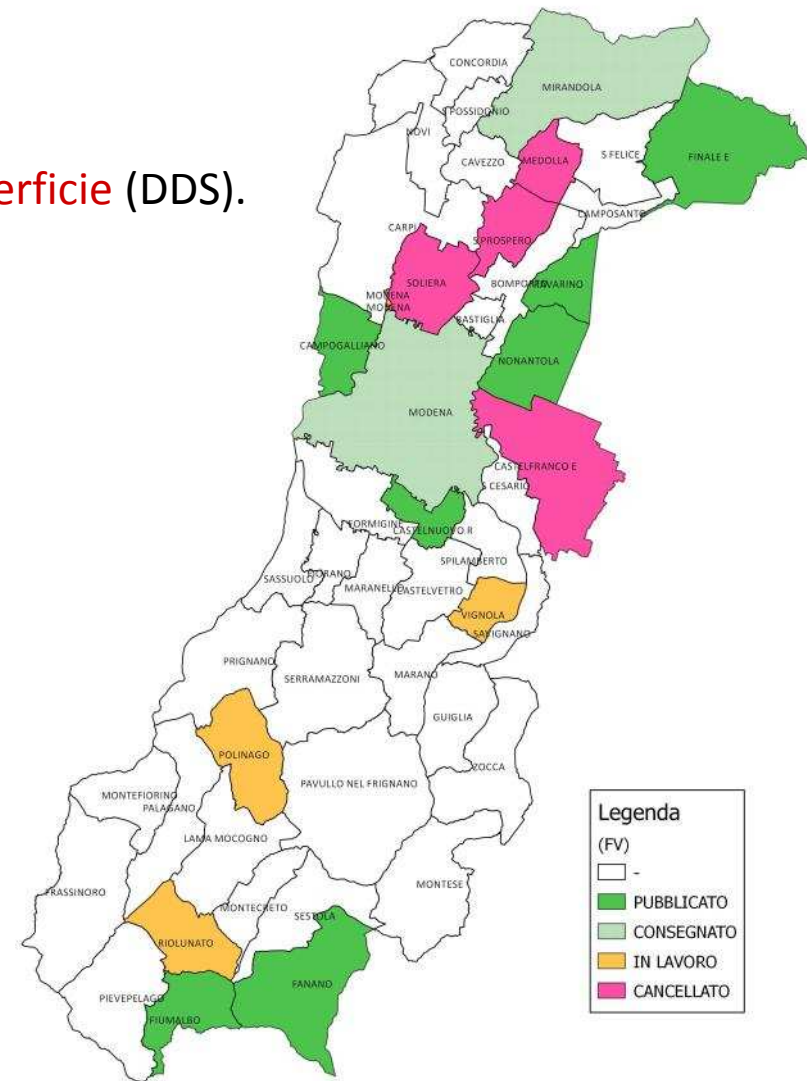 erficie (DDS).
CONCORDIA
MIRANDOLA
S POSSIDONIO
NOVI
CAVEZZO
MEDOLLA
S FELICE
FINALE E
CAMPOSANTO
CARPI
S PROSPERO
SOLIERA
BOMPORTO
RAVARINO
MODENA
MODENA
BASTIGLIA
CAMPOGALLIANO
NONANTOLA
MODENA
CASTELFRANCO E
S CESARIO
FORMIGINE
CASTELNUOVO R
SPILAMBERTO
FIORANO
SASSUOLO
MARANELLO
CASTELVETRO
VIGNOLA
SAVIGNANO
PRIGNANO
SERRAMAZZONI
MARANO
GUIGLIA
POLINAGO
ZOCCA
PAVULLO NEL FRIGNANO
MONTEFIORINO
PALAGANO
LAMA MOCOGNO
FRASSINORO
MONTESE
MONTECRETO
SESTOLA
RIOLUNATO
FANANO
PIEVEPELAGO
FIUMALBO
Legenda
(FV)
-
PUBBLICATO
CONSEGNATO
IN LAVORO
CANCELLATO